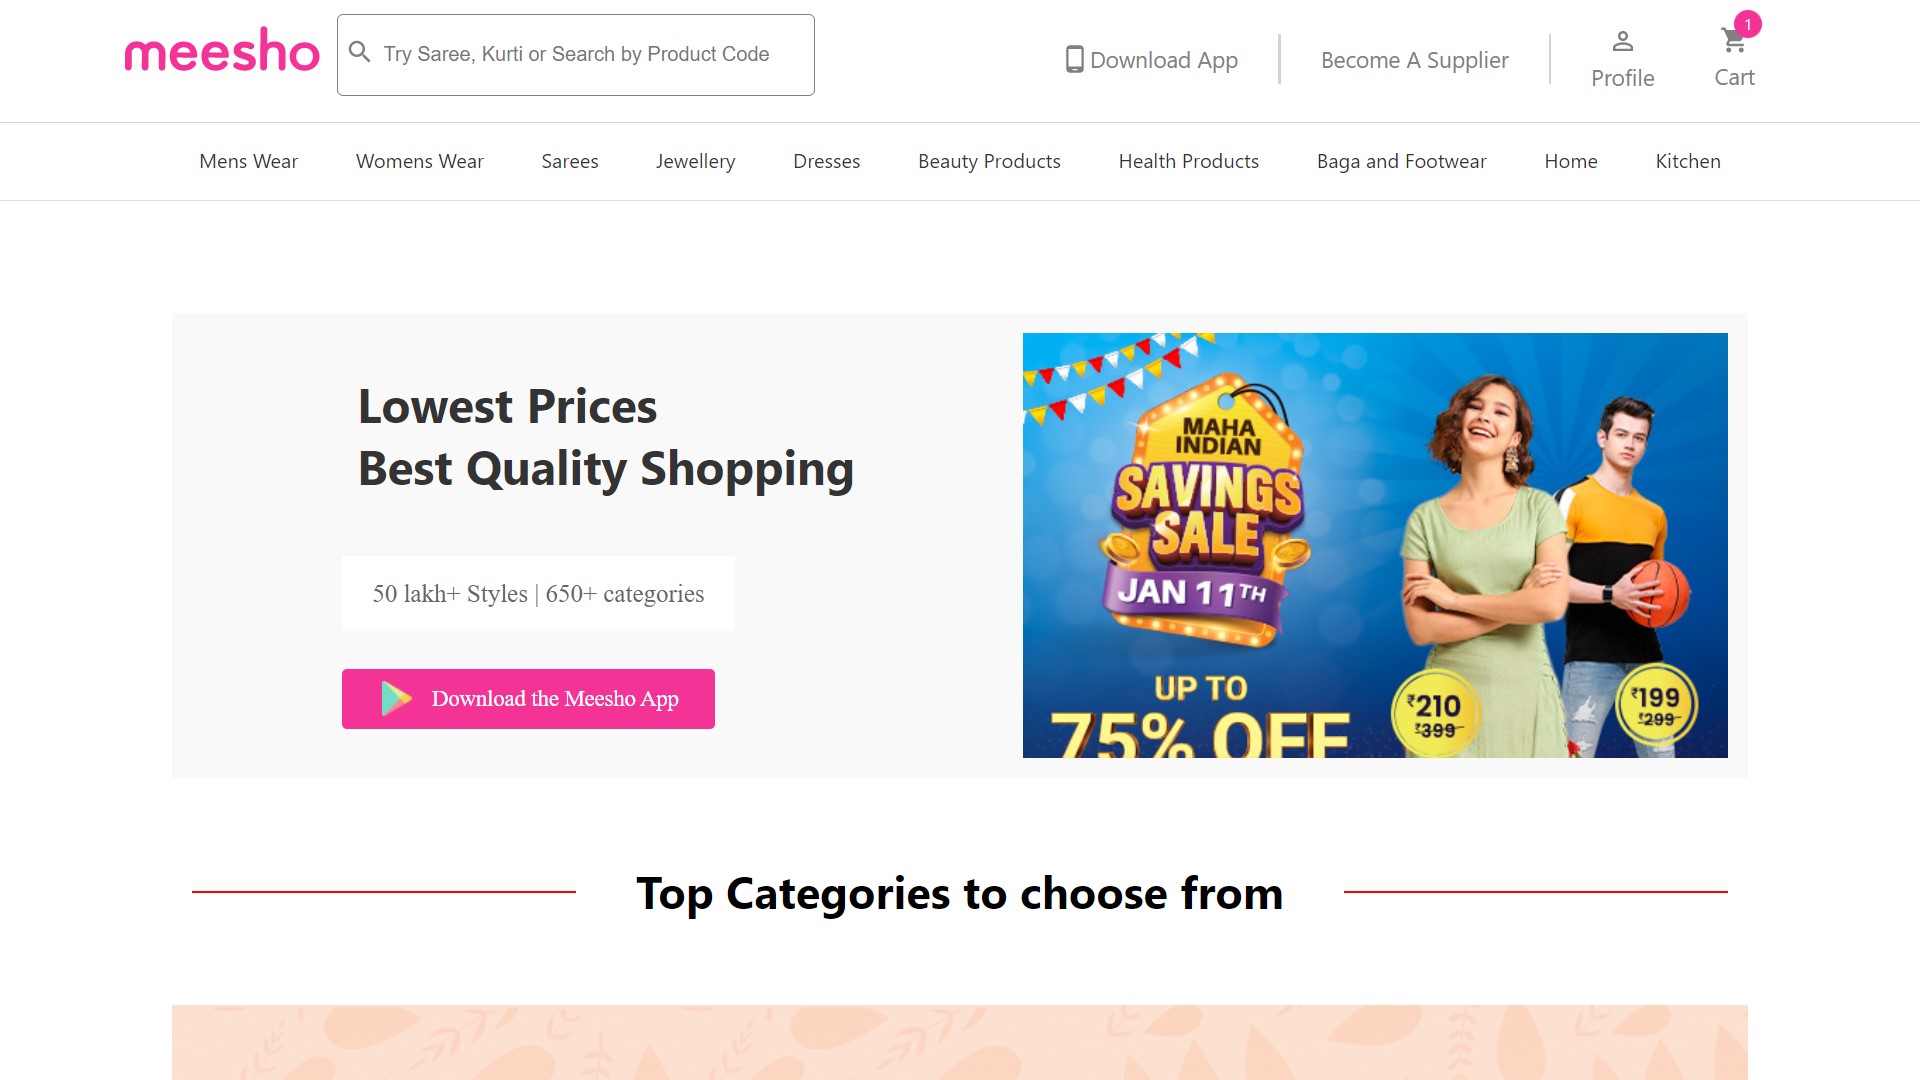 meesho
Try Saree, Kurti or Search by Product Code
Download App
Become A Supplier
Profile
1
Cart
Mens Wear
Womens Wear
Sarees
Jewellery
Dresses
Beauty Products
Health Products
Baga and Footwear
Home
Kitchen
Lowest Prices
Best Quality Shopping
50 lakh+ Styles | 650+ categories
Download the Meesho App
MAHA
INDIAN
SAVINGS
SALE
JAN 11TH
UP TO
75% OFF
₹210
₹399
₹199
₹299
Top Categories to choose from